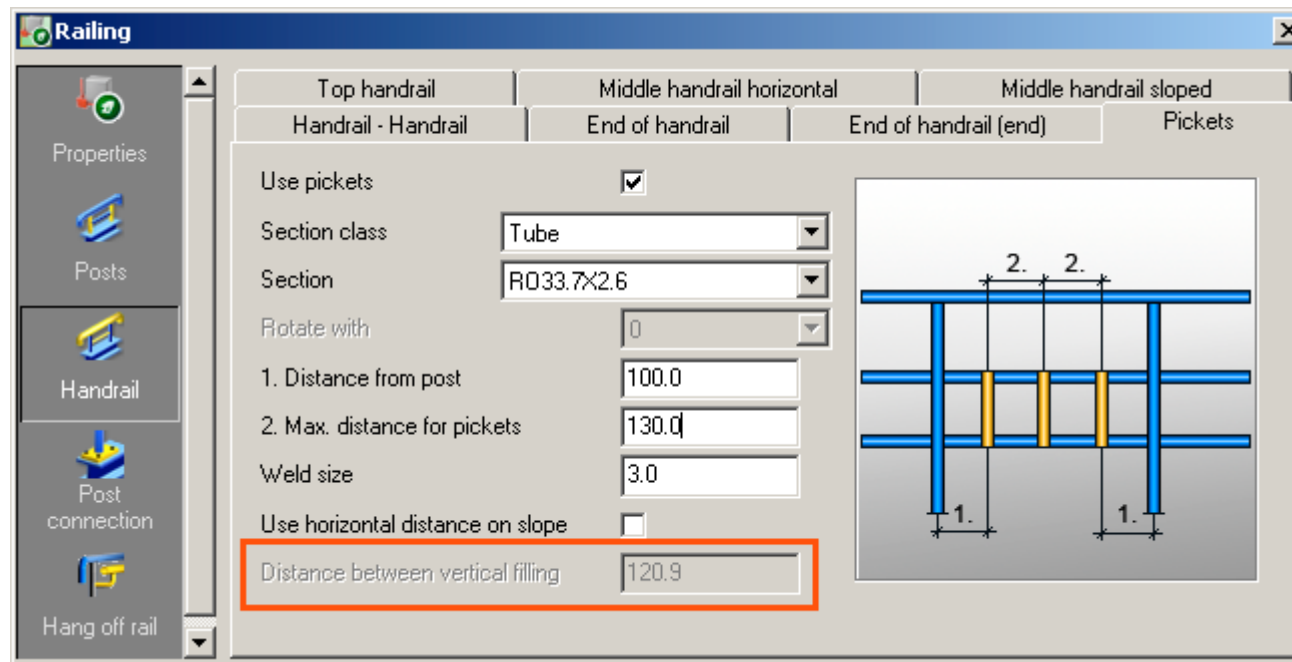 Railing
Properties
Posts
Handrail
Post
connection
Hang off rail
Top handrail
Middle handrail horizontal
Middle handrail sloped
Handrail - Handrail
End of handrail
End of handrail (end)
Pickets
Use pickets
Section class
Tube
Section
RO33.7X2.6
Rotate with
0
1. Distance from post
100.0
2. Max. distance for pickets
130.0
Weld size
3.0
Use horizontal distance on slope
Distance between vertical filling
120.9
2.
2.
1.
1.